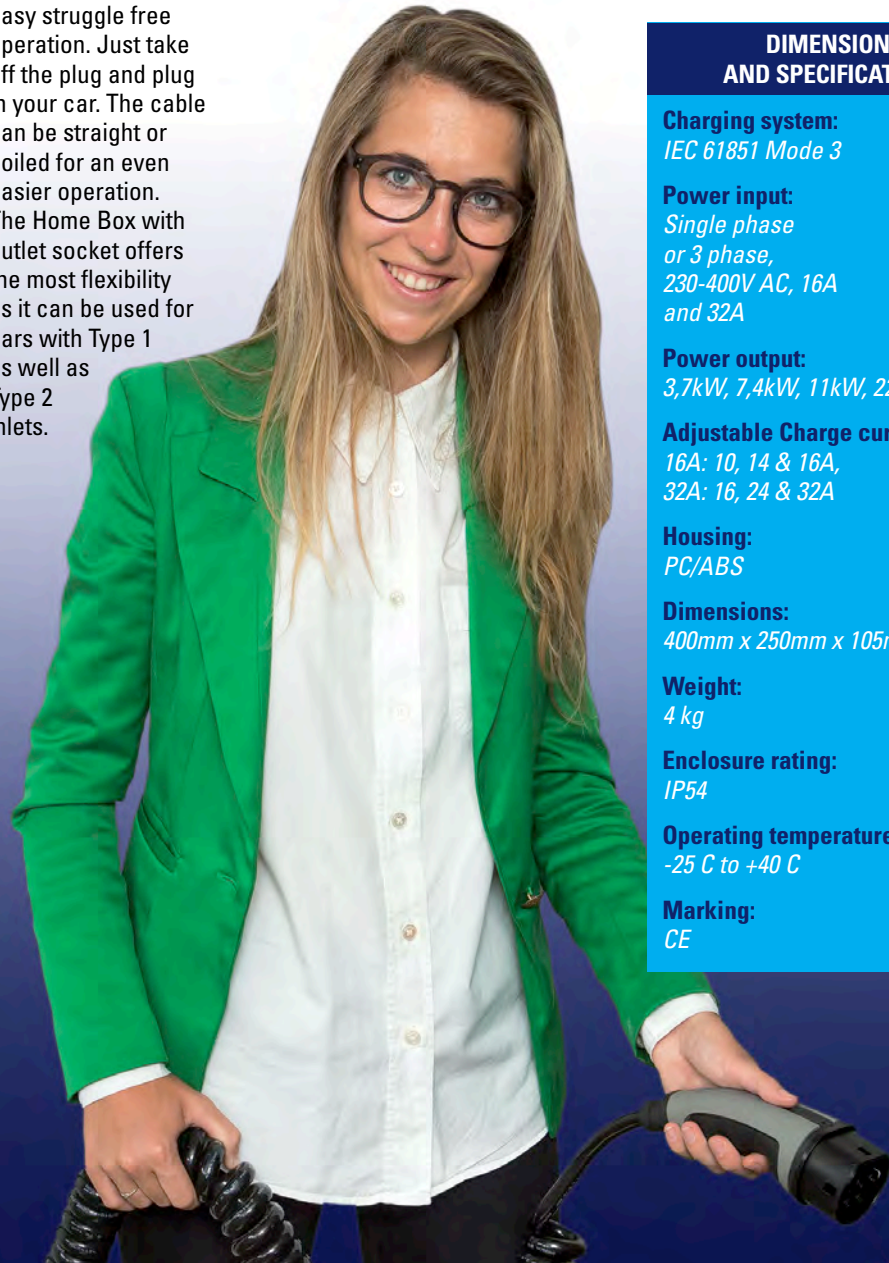 asy struggle free
peration. Just take
ff the plug and plug
n your car. The cable
an be straight or
oiled for an even
asier operation.
he Home Box with
utlet socket offers
he most flexibility
s it can be used for
ars with Type 1
s well as
ype 2
nlets.
DIMENSION
AND SPECIFICAT
Charging system:
IEC 61851 Mode 3
Power input:
Single phase
or 3 phase,
230-400V AC, 16A
and 32A
Power output:
3,7kW, 7,4kW, 11kW, 22
Adjustable Charge cur
16A: 10, 14 & 16A,
32A: 16, 24 & 32A
Housing:
PC/ABS
Dimensions:
400mm x 250mm x 105m
Weight:
4 kg
Enclosure rating:
IP54
Operating temperature
-25 C to +40 C
Marking:
CE